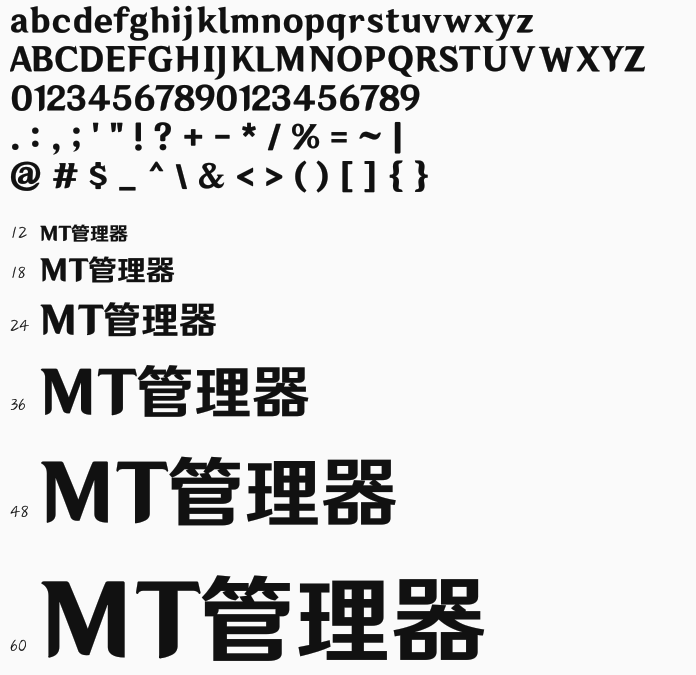 abcdefghijklmnopqrstuvwxyz
ABCDEFGHIJKLMNOPQRSTUVWXYZ
01234567890123456789
. : , ; ' " ! ? + - * / % = ~ |
@ # $ _ ^ \ & < > ( ) [ ] { }
12 MT管理器
18 MT管理器
24 MT管理器
36 MT管理器
48 MT管理器
60 MT管理器